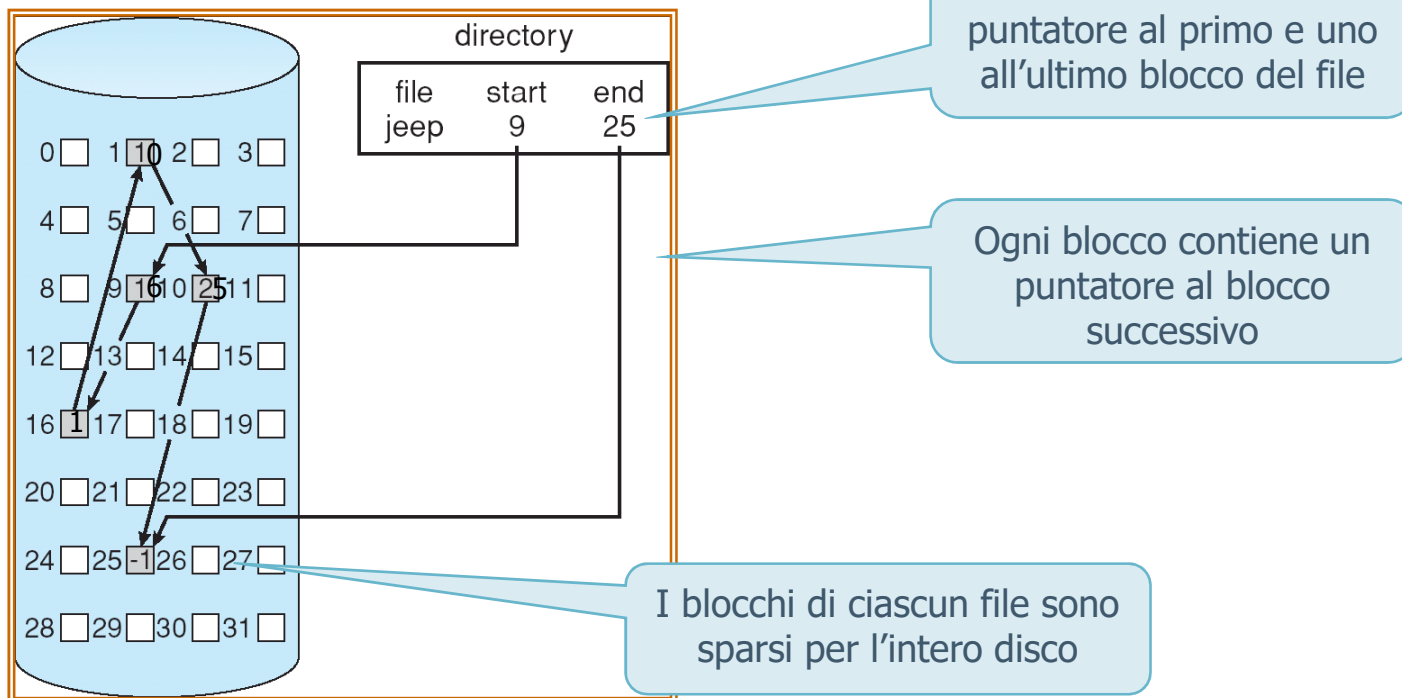 directory
file start end
jeep 9 25
puntatore al primo e uno
all’ultimo blocco del file
0 1 10 2 3
4 5 6 7
Ogni blocco contiene un
puntatore al blocco
successivo
8 9 16 10 25 11
12 13 14 15
16 1 17 18 19
20 21 22 23
24 25 -1 26 27
I blocchi di ciascun file sono
sparsi per l’intero disco
28 29 30 31